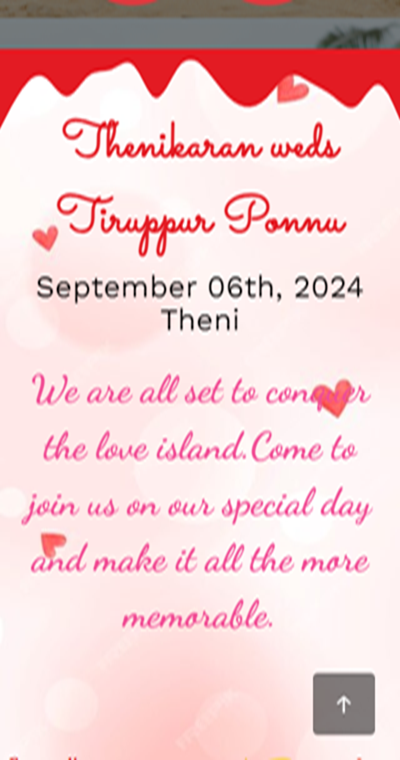 Thenikaran weds
Tiruppur Ponnu
September 06th, 2024
Theni
We are all set to conquer
the love island.Come to
join us on our special day
and make it all the more
memorable.